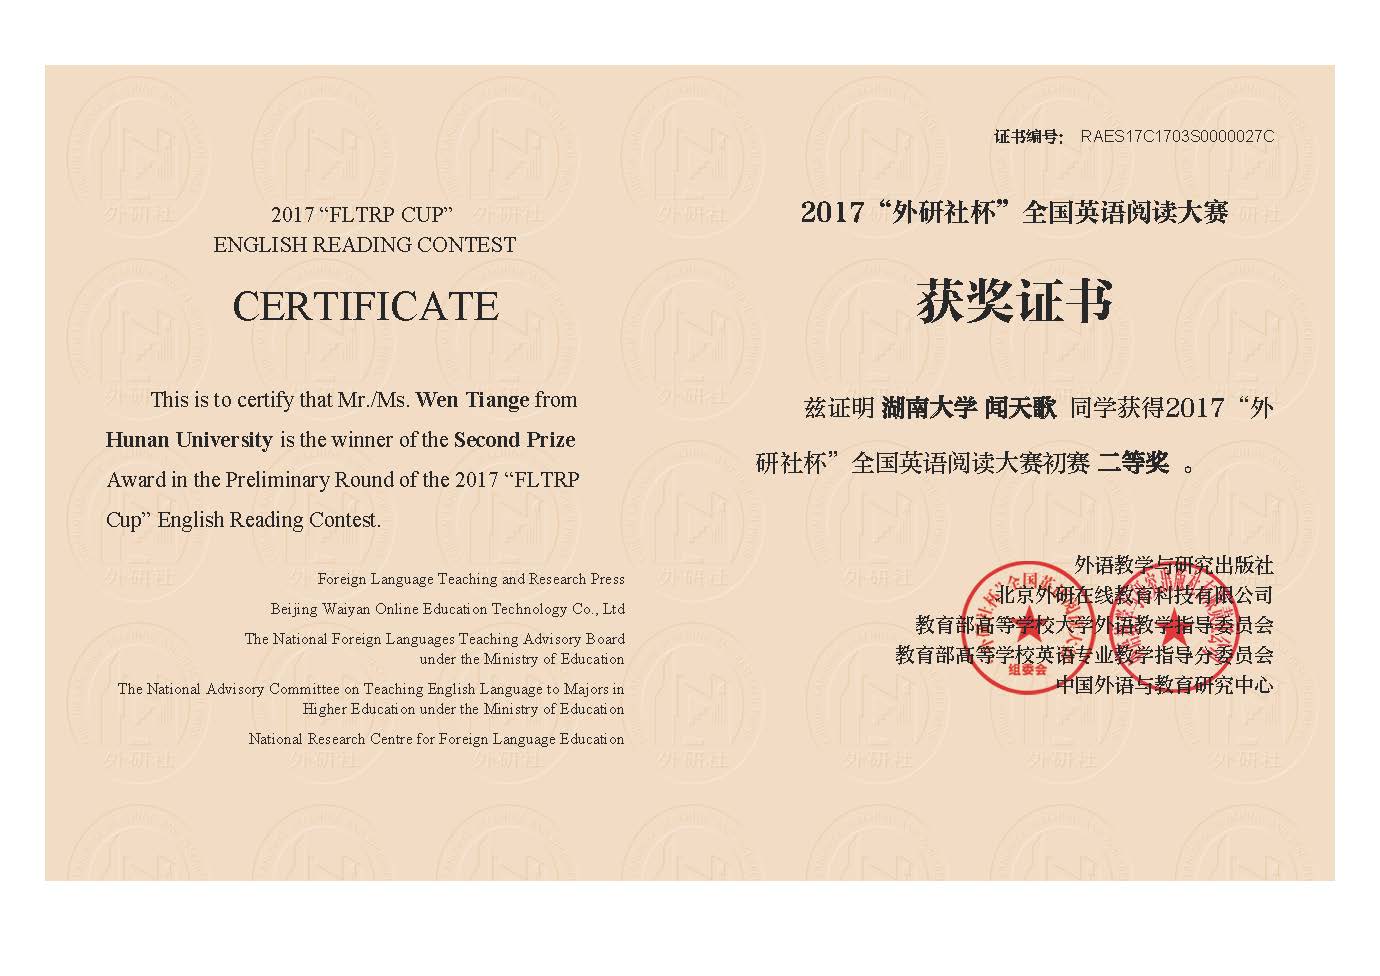 2017 “FLTRP CUP”
ENGLISH READING CONTEST
CERTIFICATE
This is to certify that Mr./Ms. Wen Tiange from
Hunan University is the winner of the Second Prize
Award in the Preliminary Round of the 2017 “FLTRP
Cup” English Reading Contest.
Foreign Language Teaching and Research Press
Beijing Waiyan Online Education Technology Co., Ltd
The National Foreign Languages Teaching Advisory Board
under the Ministry of Education
The National Advisory Committee on Teaching English Language to Majors in
Higher Education under the Ministry of Education
National Research Centre for Foreign Language Education
证书编号： RAES17C1703S0000027C
2017“外研社杯”全国英语阅读大赛
获奖证书
兹证明 湖南大学 闻天歌 同学获得2017“外
研社杯”全国英语阅读大赛初赛 二等奖 。
外语教学与研究出版社
北京外研在线教育科技有限公司
教育部高等学校大学外语教学指导委员会
教育部高等学校英语专业教学指导分委员会
中国外语与教育研究中心
组委会
外研社